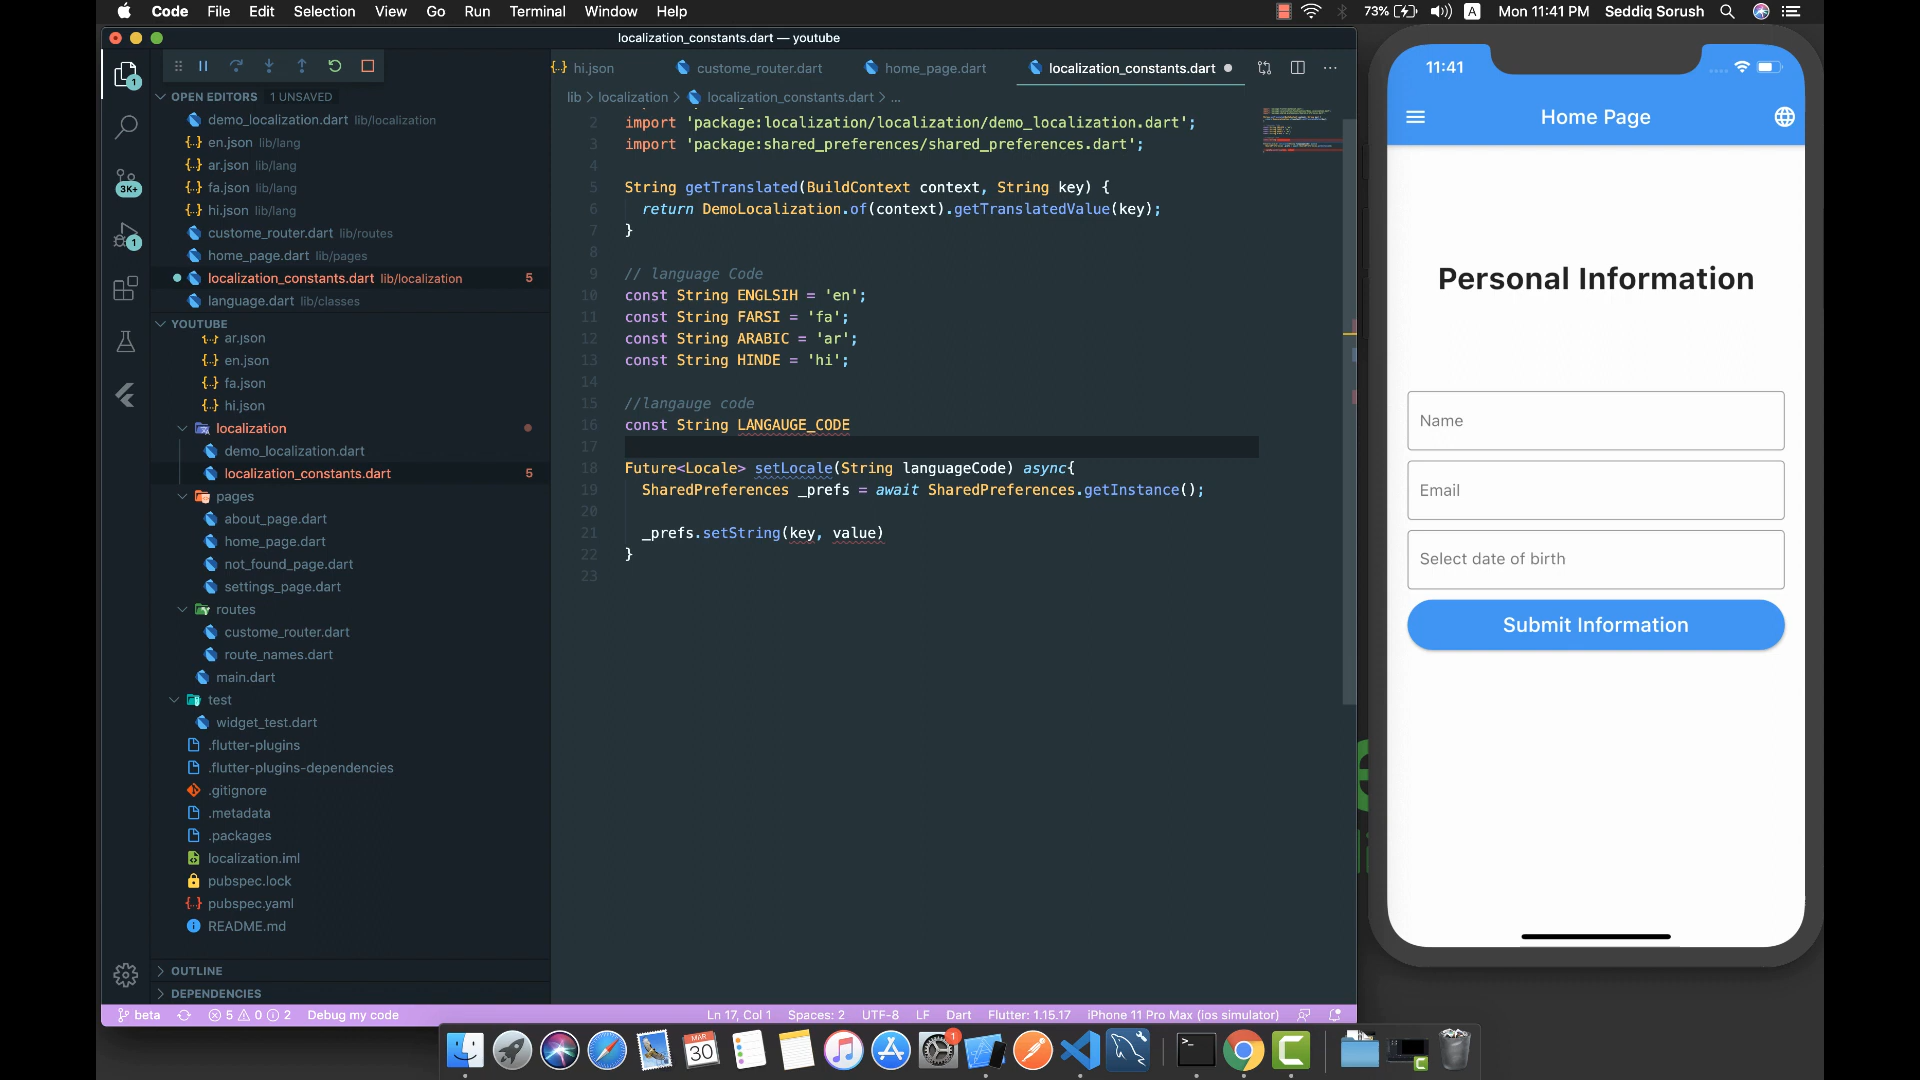 Code File Edit Selection View Go Run Terminal Window Help
73% A Mon 11:41 PM Seddiq Sorush
localization_constants.dart — youtube
OPEN EDITORS 1 UNSAVED
demo_localization.dart lib/localization
{..} en.json lib/lang
{..} ar.json lib/lang
{..} fa.json lib/lang
{..} hi.json lib/lang
custome_router.dart lib/routes
home_page.dart lib/pages
localization_constants.dart lib/localization 5
language.dart lib/classes
YOUTUBE
{..} ar.json
{..} en.json
{..} fa.json
{..} hi.json
localization
demo_localization.dart
localization_constants.dart 5
pages
about_page.dart
home_page.dart
not_found_page.dart
settings_page.dart
routes
custome_router.dart
route_names.dart
main.dart
test
widget_test.dart
.flutter-plugins
.flutter-plugins-dependencies
.gitignore
.metadata
.packages
localization.iml
pubspec.lock
pubspec.yaml
README.md
OUTLINE
DEPENDENCIES
1
3K+
1
{..} hi.json custome_router.dart home_page.dart localization_constants.dart
lib > localization > localization_constants.dart > ...
2 import 'package:localization/localization/demo_localization.dart';
3 import 'package:shared_preferences/shared_preferences.dart';
4
5 String getTranslated(BuildContext context, String key) {
6 return DemoLocalization.of(context).getTranslatedValue(key);
7 }
8
9 // language Code
10 const String ENGLSIH = 'en';
11 const String FARSI = 'fa';
12 const String ARABIC = 'ar';
13 const String HINDE = 'hi';
14
15 //langauge code
16 const String LANGAUGE_CODE
17
18 Future<Locale> setLocale(String languageCode) async{
19 SharedPreferences _prefs = await SharedPreferences.getInstance();
20
21 _prefs.setString(key, value)
22 }
23
beta 5 0 2 Debug my code Ln 17, Col 1 Spaces: 2 UTF-8 LF Dart Flutter: 1.15.17 iPhone 11 Pro Max (ios simulator)
11:41
Home Page
Personal Information
Name
Email
Select date of birth
Submit Information
MAR
30
1